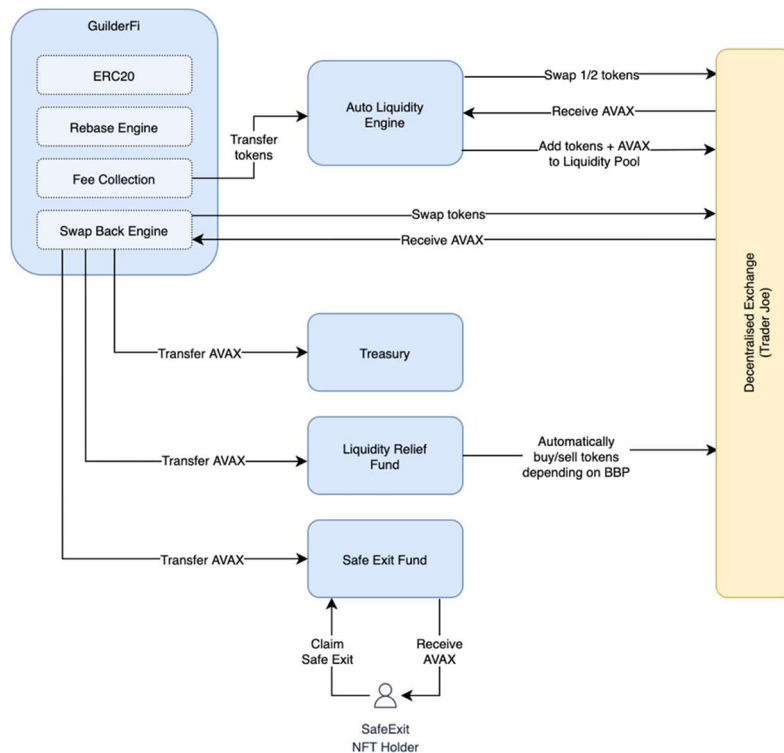 GuilderFi
ERC20
Rebase Engine
Fee Collection
Swap Back Engine
Transfer
tokens
Auto Liquidity
Engine
Swap 1/2 tokens
Receive AVAX
Add tokens + AVAX
to Liquidity Pool
Swap tokens
Receive AVAX
Decentralised Exchange
(Trader Joe)
Transfer AVAX
Treasury
Transfer AVAX
Liquidity Relief
Fund
Automatically
buy/sell tokens
depending on BBP
Transfer AVAX
Safe Exit Fund
Claim
Safe Exit
Receive
AVAX
SafeExit
NFT Holder